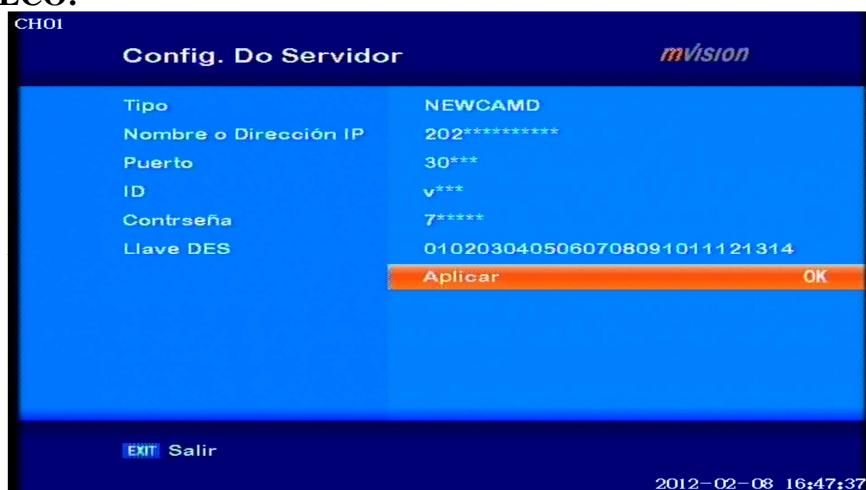 CH01
Config. Do Servidor mvision
Tipo NEWCAMD
Nombre o Dirección IP 202**********
Puerto 30***
ID v***
Contrseña 7*****
Llave DES 0102030405060708091011121314
Aplicar OK
EXIT Salir
2012-02-08 16:47:37